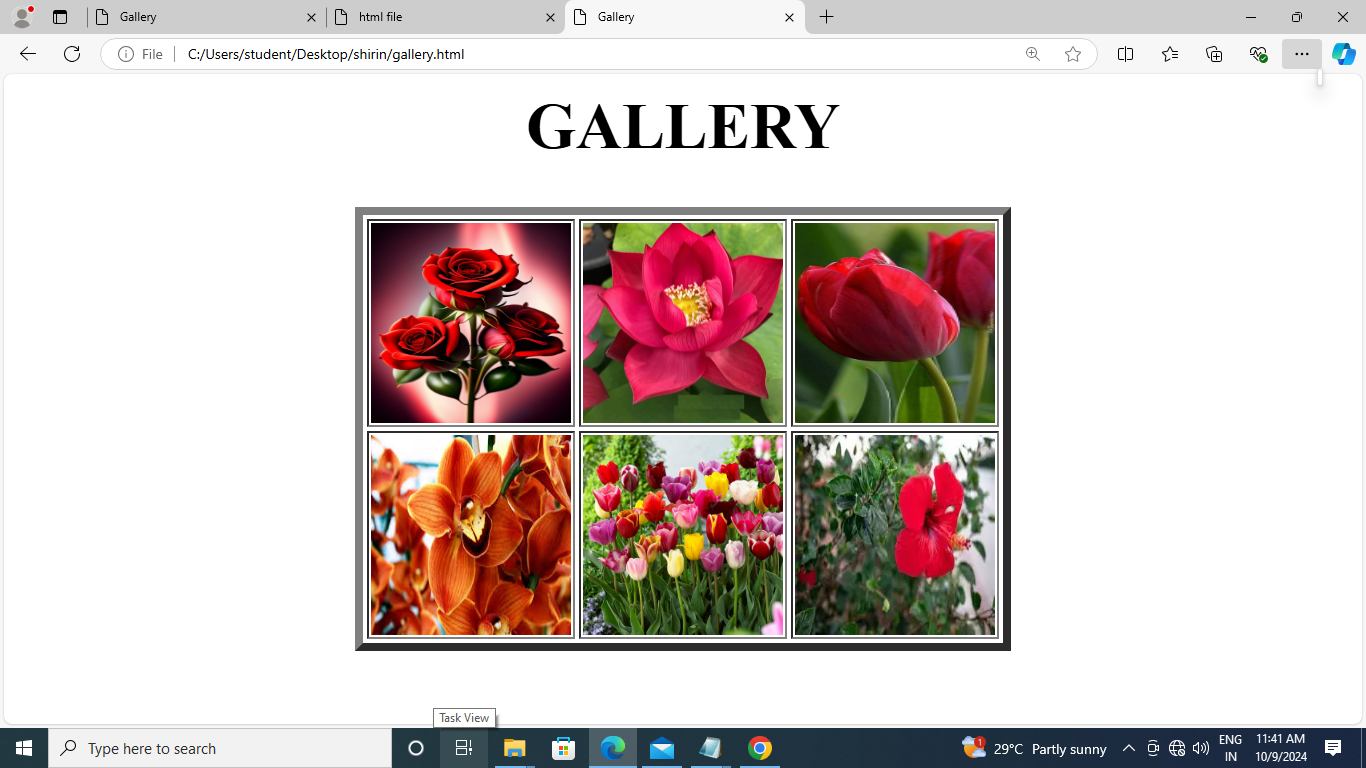 Gallery
html file
Gallery
File
C:/Users/student/Desktop/shirin/gallery.html
GALLERY
Task View
Type here to search
1
29°C Partly sunny
ENG
IN
11:41 AM
10/9/2024